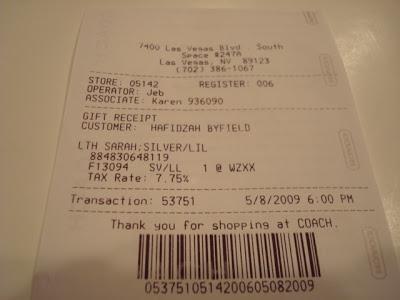 7400 Las Vegas Blvd South
Space #247A
Las Vegas, NV 89123
(702) 386-1067
STORE: 05142 REGISTER: 006
OPERATOR: Jeb
ASSOCIATE: Karen 936090
GIFT RECEIPT
CUSTOMER: HAFIDZAH BYFIELD
LTH SARAH;SILVER/LIL
884830648119
F13094 SV/LL 1 @ WZXX
TAX Rate: 7.75%
Transaction: 53751 5/8/2009 6:00 PM
Thank you for shopping at COACH.
0537510514200605082009